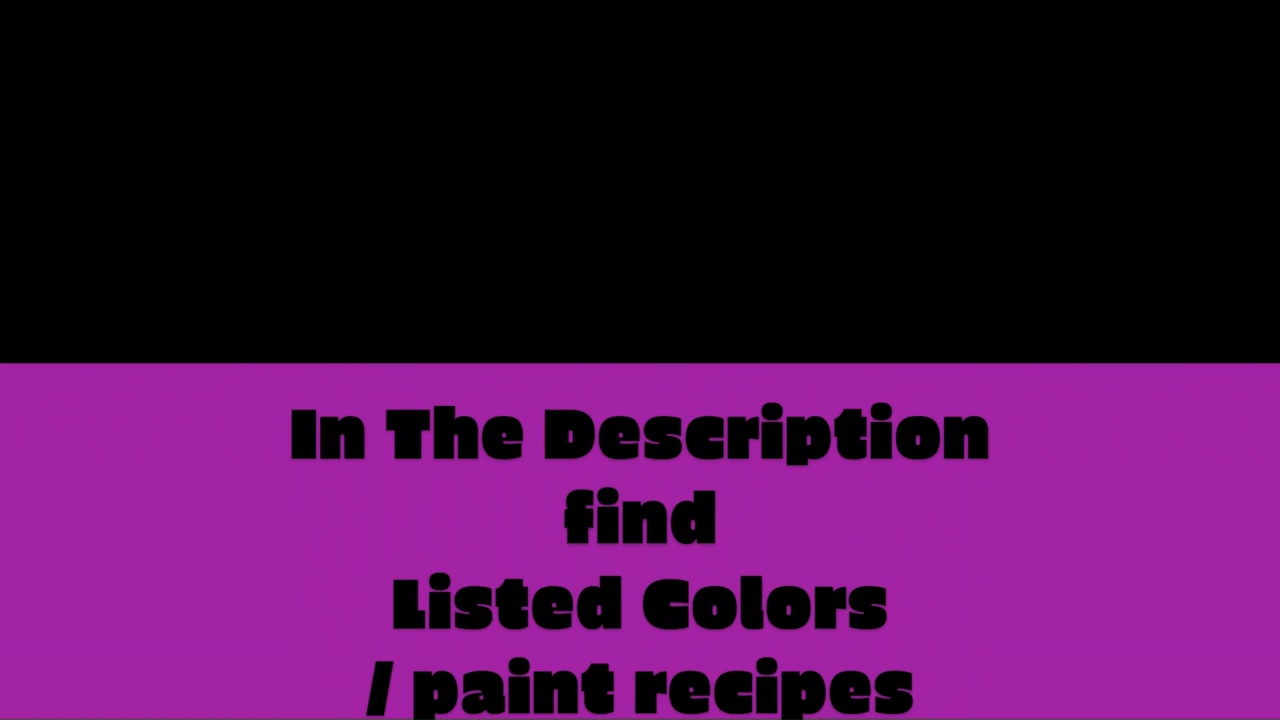 In The Description
find
Listed Colors
/ paint recipes